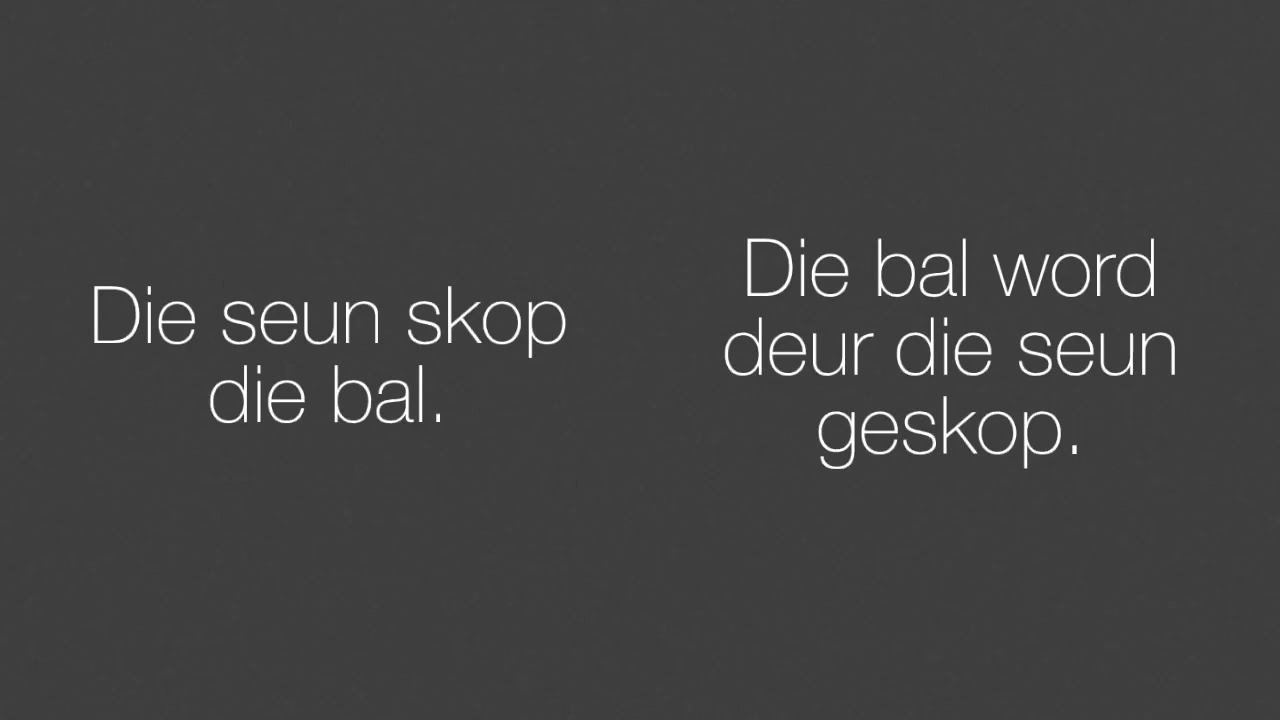 Die seun skop
die bal.
Die bal word
deur die seun
geskop.